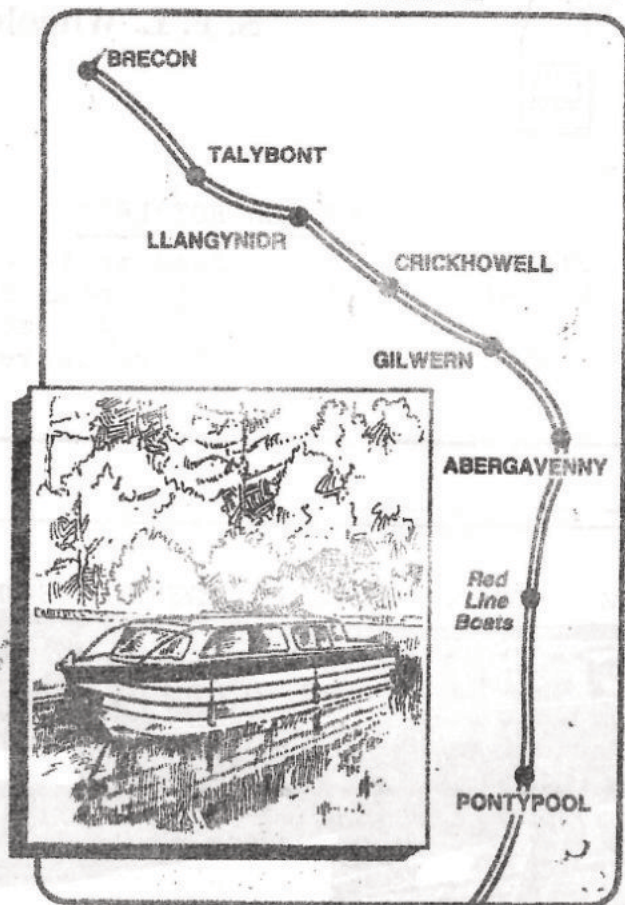 BRECON
TALYBONT
LLANGYNIDR
CRICKHOWELL
GILWERN
ABERGAVENNY
Red
Line
Boats
PONTYPOOL